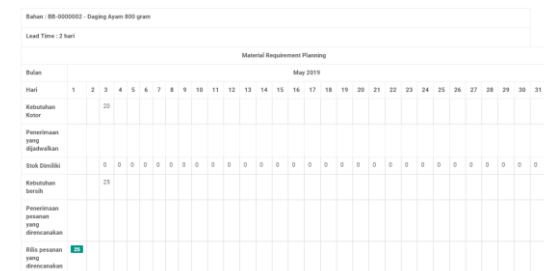 Bahan : BB-0000002 - Daging Ayam 800 gram
Lead Time : 2 hari
Material Requirement Planning
Bulan May 2019
Hari 1 2 3 4 5 6 7 8 9 10 11 12 13 14 15 16 17 18 19 20 21 22 23 24 25 26 27 28 29 30 31
Kebutuhan 20
Kotor
Penerimaan
yang
dijadwalkan
Stok Dimiliki 0 0 0 0 0 0 0 0 0 0 0 0 0 0 0 0 0 0 0 0 0 0 0 0 0 0 0 0 0
Kebutuhan 25
bersih
Penerimaan
pesanan
yang
direncanakan
Rilis pesanan 25
yang
direncanakan